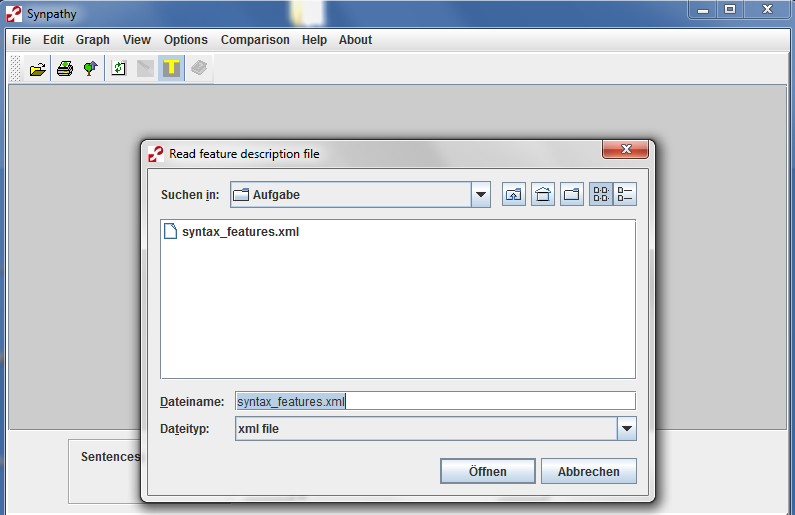 Synpathy
File Edit Graph View Options Comparison Help About
T
Read feature description file
Suchen in: Aufgabe
syntax_features.xml
Dateiname: syntax_features.xml
Dateityp: xml file
Sentences
Öffnen Abbrechen